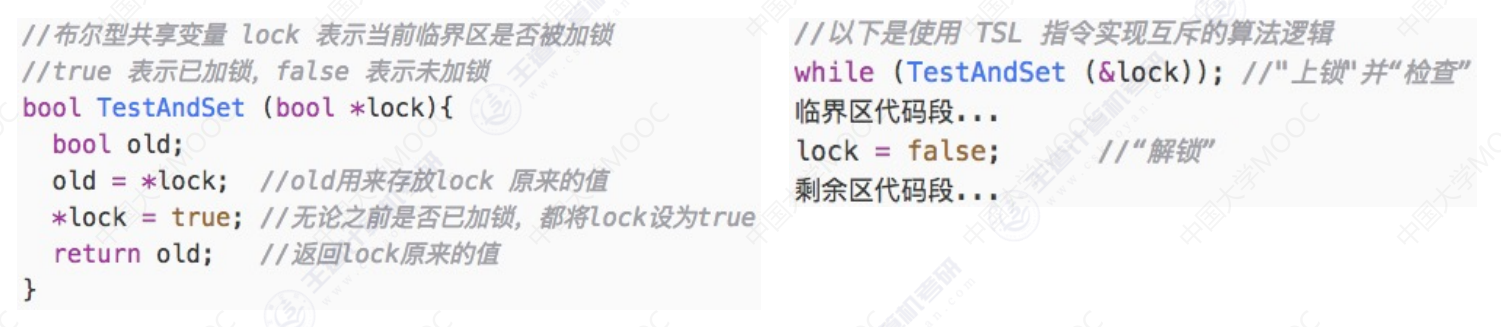 //布尔型共享变量 lock 表示当前临界区是否被加锁
//true 表示已加锁，false 表示未加锁
bool TestAndSet (bool *lock){
  bool old;
  old = *lock;  //old用来存放lock 原来的值
  *lock = true; //无论之前是否已加锁，都将lock设为true
  return old;   //返回lock原来的值
}
//以下是使用 TSL 指令实现互斥的算法逻辑
while (TestAndSet (&lock)); //"上锁"并“检查”
临界区代码段...
lock = false;      //“解锁”
剩余区代码段...